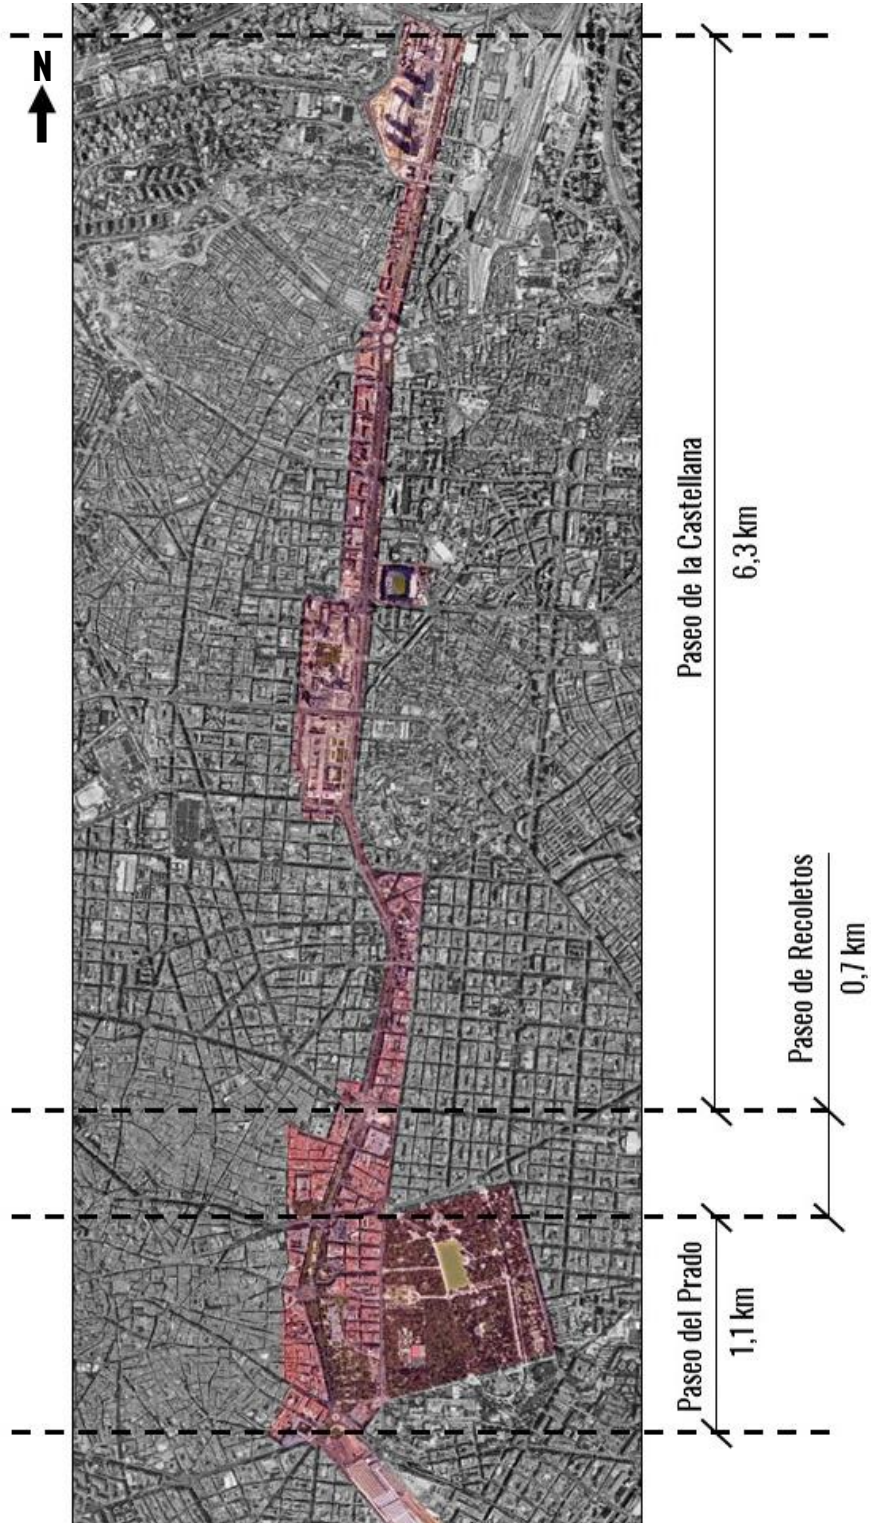 N
Paseo de la Castellana
6,3 km
Paseo de Recoletos
0,7 km
Paseo del Prado
1,1 km